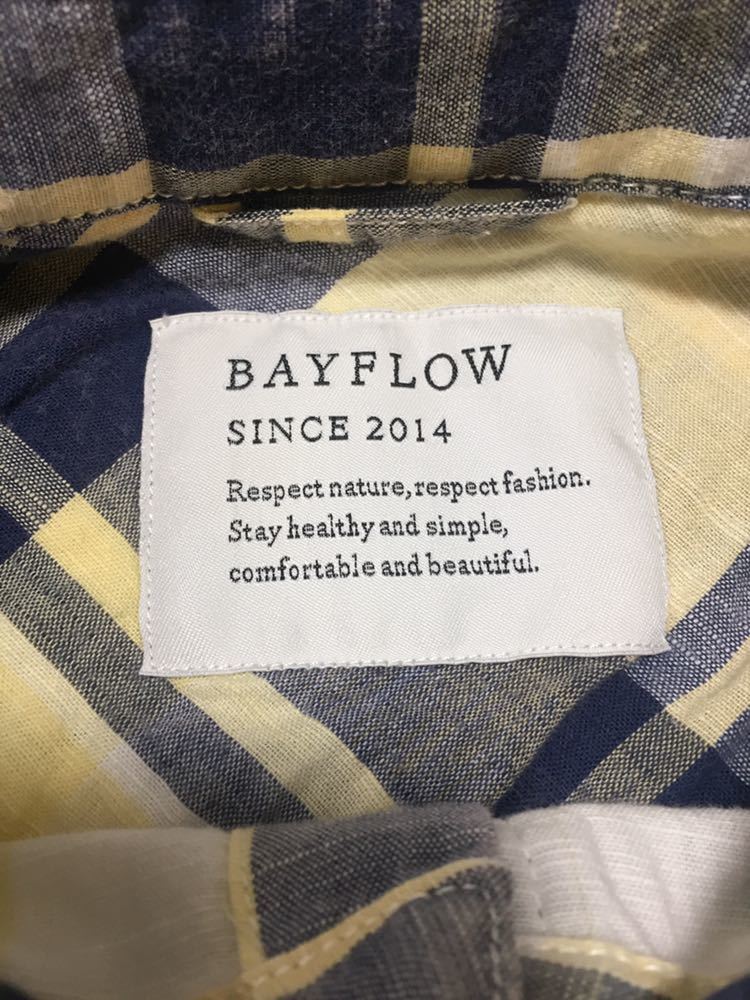 BAYFLOW
SINCE 2014
Respect nature, respect fashion.
Stay healthy and simple,
comfortable and beautiful.